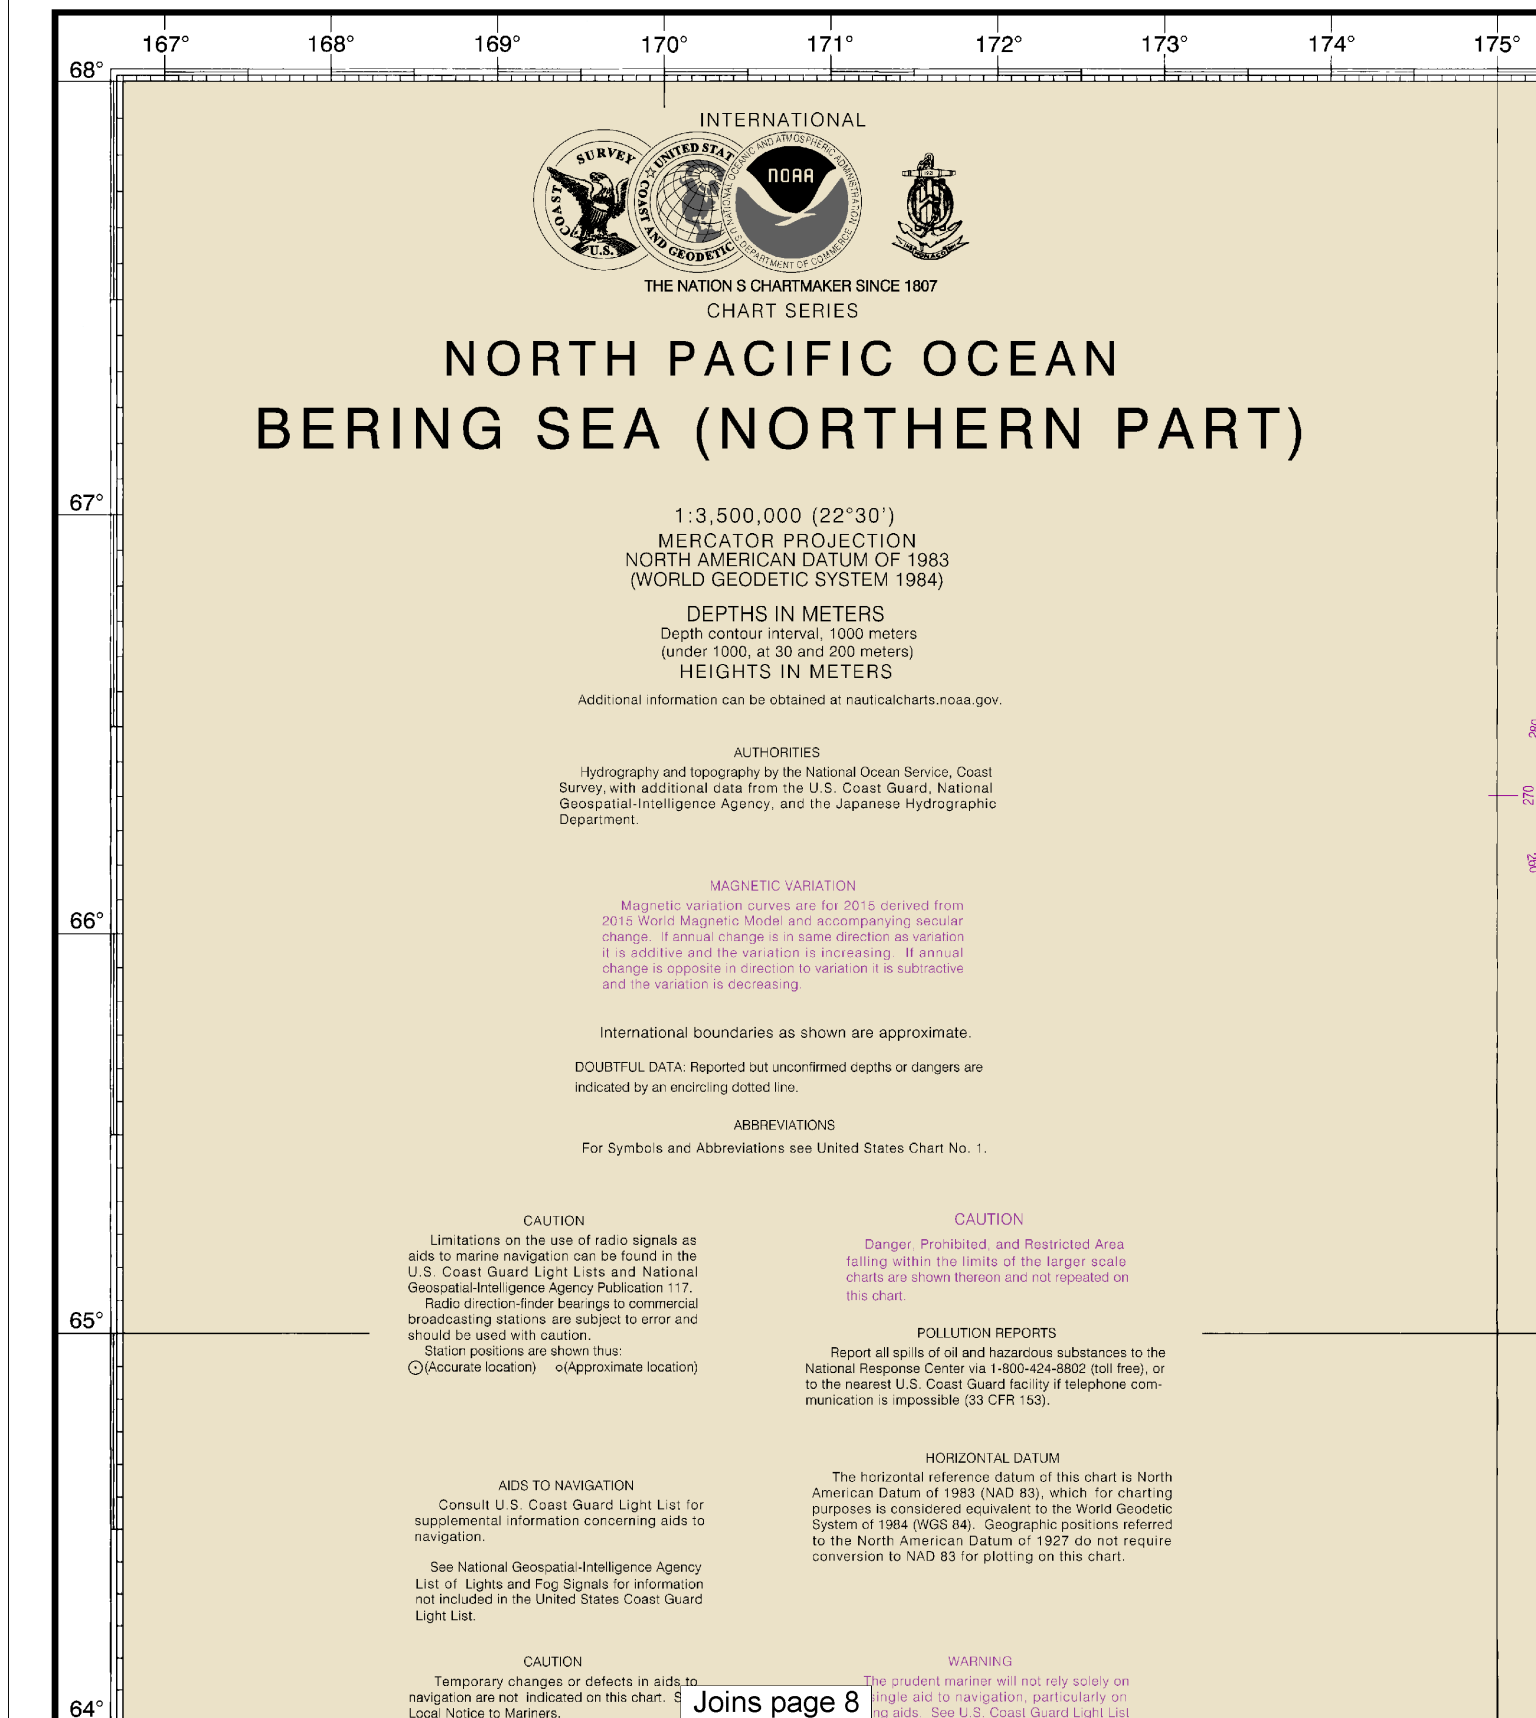 167° 168° 169° 170° 171° 172° 173° 174° 175°
68°
INTERNATIONAL
COAST SURVEY U.S.
UNITED STAT COAST AND GEODETIC
NATIONAL OCEANIC AND ATMOSPHERIC ADMINISTRATION U.S. DEPARTMENT OF COMMERCE
NOAA
1921
THE NATION S CHARTMAKER SINCE 1807
CHART SERIES
NORTH PACIFIC OCEAN
BERING SEA (NORTHERN PART)
67°
1:3,500,000 (22°30')
MERCATOR PROJECTION
NORTH AMERICAN DATUM OF 1983
(WORLD GEODETIC SYSTEM 1984)
DEPTHS IN METERS
Depth contour interval, 1000 meters
(under 1000, at 30 and 200 meters)
HEIGHTS IN METERS
Additional information can be obtained at nauticalcharts.noaa.gov.
280
270
260
AUTHORITIES
Hydrography and topography by the National Ocean Service, Coast
Survey, with additional data from the U.S. Coast Guard, National
Geospatial-Intelligence Agency, and the Japanese Hydrographic
Department.
66°
MAGNETIC VARIATION
Magnetic variation curves are for 2015 derived from
2015 World Magnetic Model and accompanying secular
change. If annual change is in same direction as variation
it is additive and the variation is increasing. If annual
change is opposite in direction to variation it is subtractive
and the variation is decreasing.
International boundaries as shown are approximate.
DOUBTFUL DATA: Reported but unconfirmed depths or dangers are
indicated by an encircling dotted line.
ABBREVIATIONS
For Symbols and Abbreviations see United States Chart No. 1.
CAUTION
Limitations on the use of radio signals as
aids to marine navigation can be found in the
U.S. Coast Guard Light Lists and National
Geospatial-Intelligence Agency Publication 117.
Radio direction-finder bearings to commercial
broadcasting stations are subject to error and
should be used with caution.
Station positions are shown thus:
(Accurate location) o(Approximate location)
CAUTION
Danger, Prohibited, and Restricted Area
falling within the limits of the larger scale
charts are shown thereon and not repeated on
this chart.
65°
POLLUTION REPORTS
Report all spills of oil and hazardous substances to the
National Response Center via 1-800-424-8802 (toll free), or
to the nearest U.S. Coast Guard facility if telephone com-
munication is impossible (33 CFR 153).
AIDS TO NAVIGATION
Consult U.S. Coast Guard Light List for
supplemental information concerning aids to
navigation.
See National Geospatial-Intelligence Agency
List of Lights and Fog Signals for information
not included in the United States Coast Guard
Light List.
HORIZONTAL DATUM
The horizontal reference datum of this chart is North
American Datum of 1983 (NAD 83), which for charting
purposes is considered equivalent to the World Geodetic
System of 1984 (WGS 84). Geographic positions referred
to the North American Datum of 1927 do not require
conversion to NAD 83 for plotting on this chart.
CAUTION
Temporary changes or defects in aids to
navigation are not indicated on this chart. S
Local Notice to Mariners.
WARNING
The prudent mariner will not rely solely on
single aid to navigation, particularly on
ng aids. See U.S. Coast Guard Light List
64°
Joins page 8